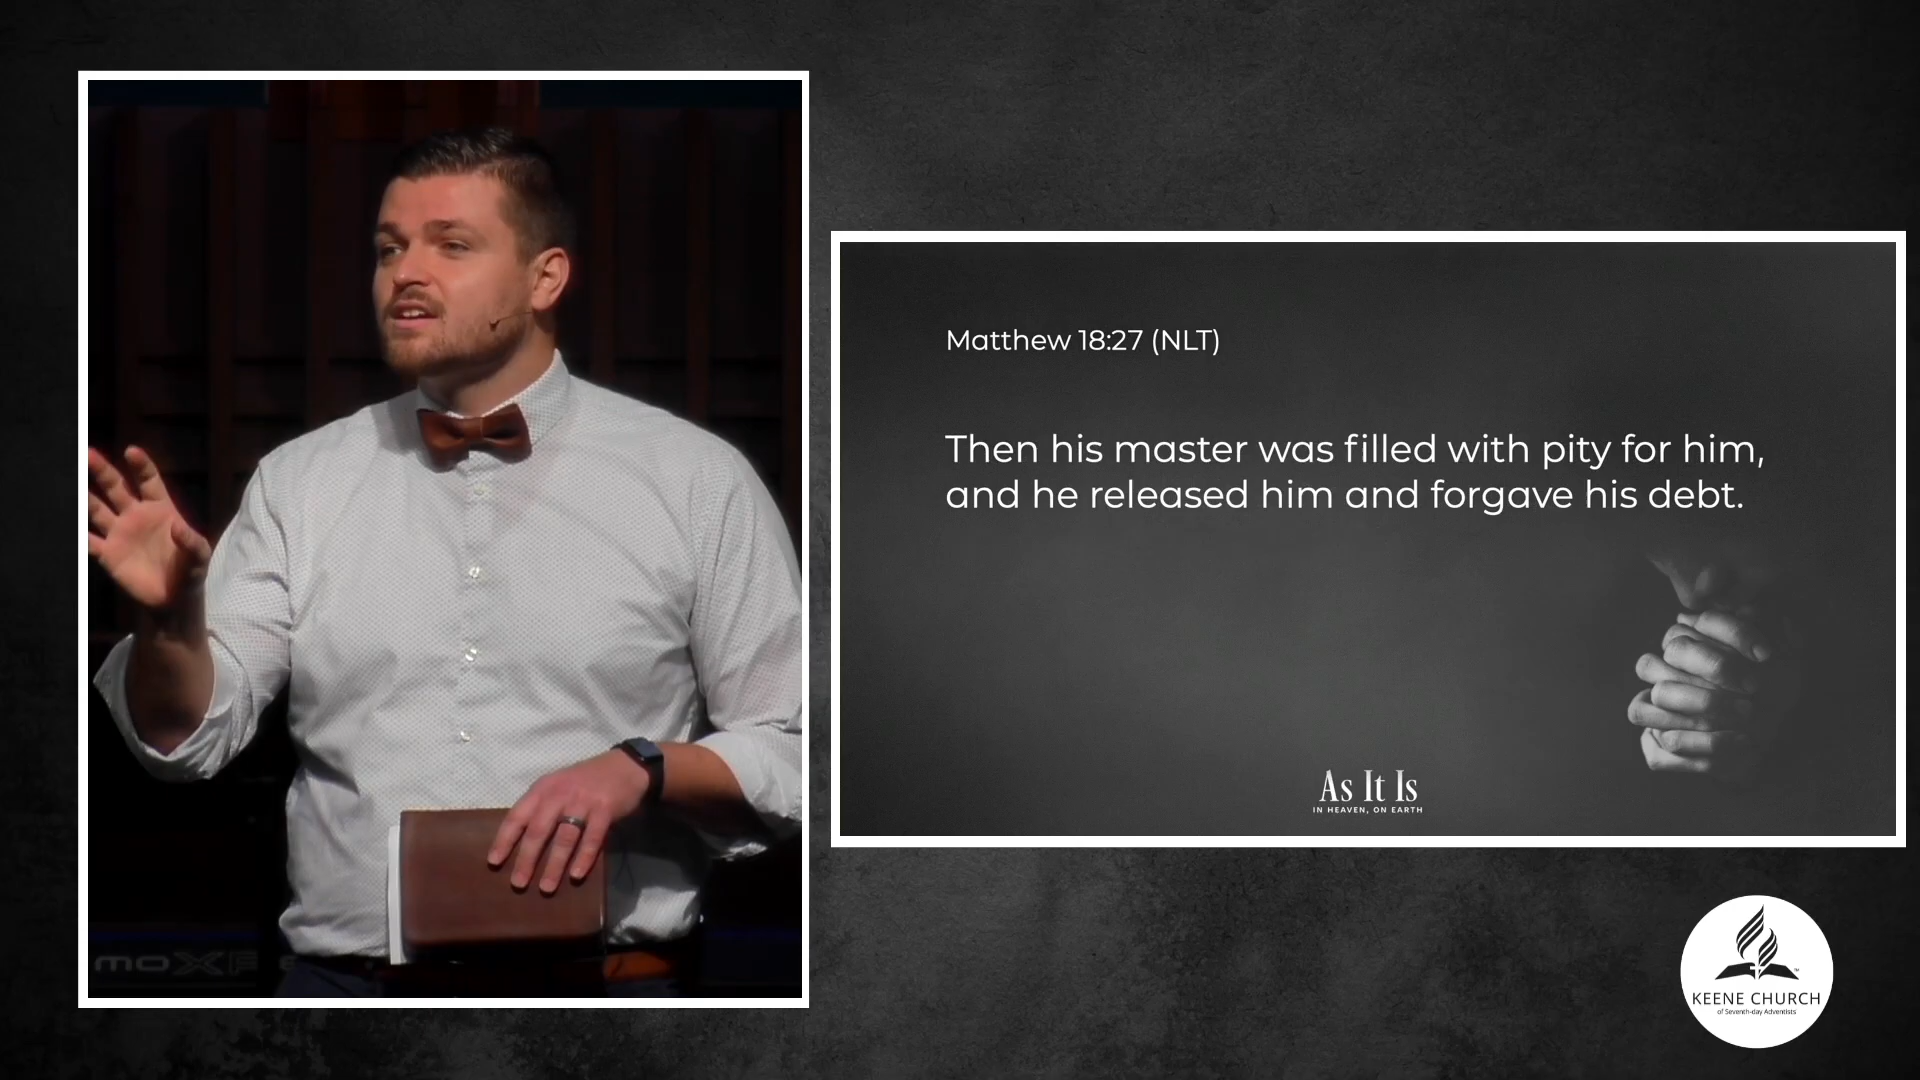 moXF
Matthew 18:27 (NLT)
Then his master was filled with pity for him,
and he released him and forgave his debt.
As It Is
IN HEAVEN, ON EARTH
KEENE CHURCH
of Seventh-day Adventists